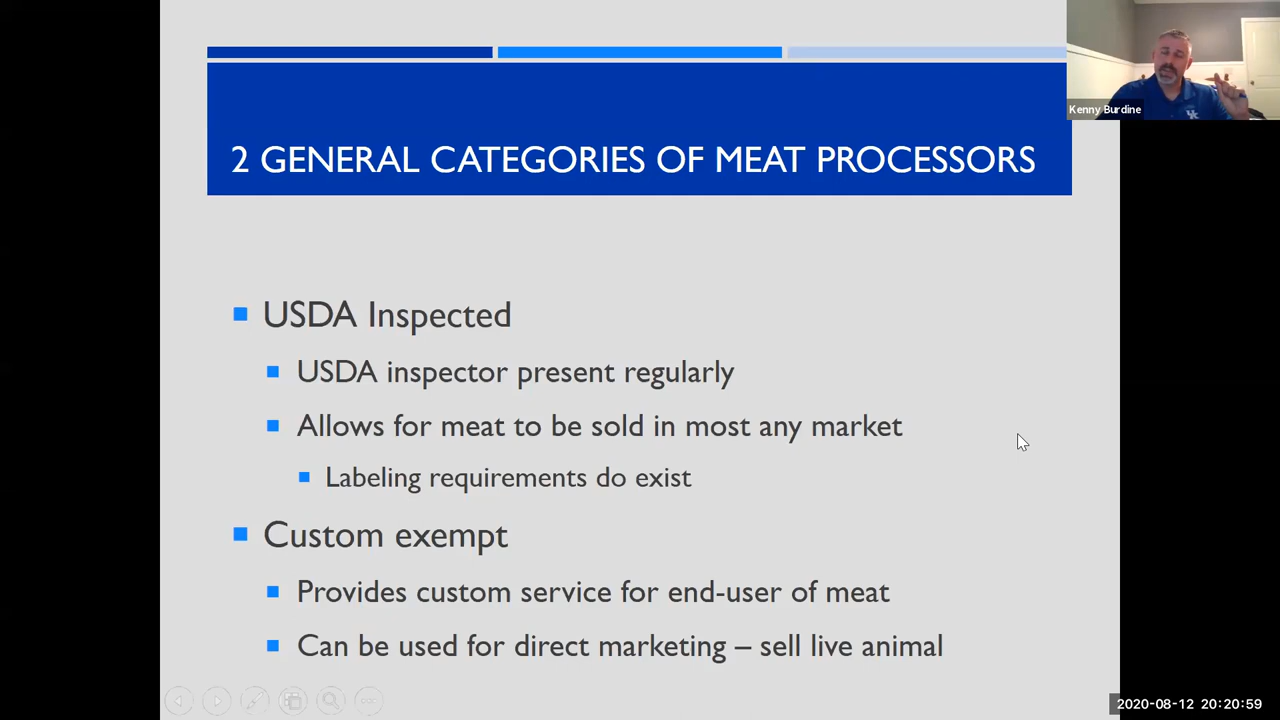 Kenny Burdine
2 GENERAL CATEGORIES OF MEAT PROCESSORS
USDA Inspected
USDA inspector present regularly
Allows for meat to be sold in most any market
Labeling requirements do exist
Custom exempt
Provides custom service for end-user of meat
Can be used for direct marketing – sell live animal
2020-08-12 20:20:59